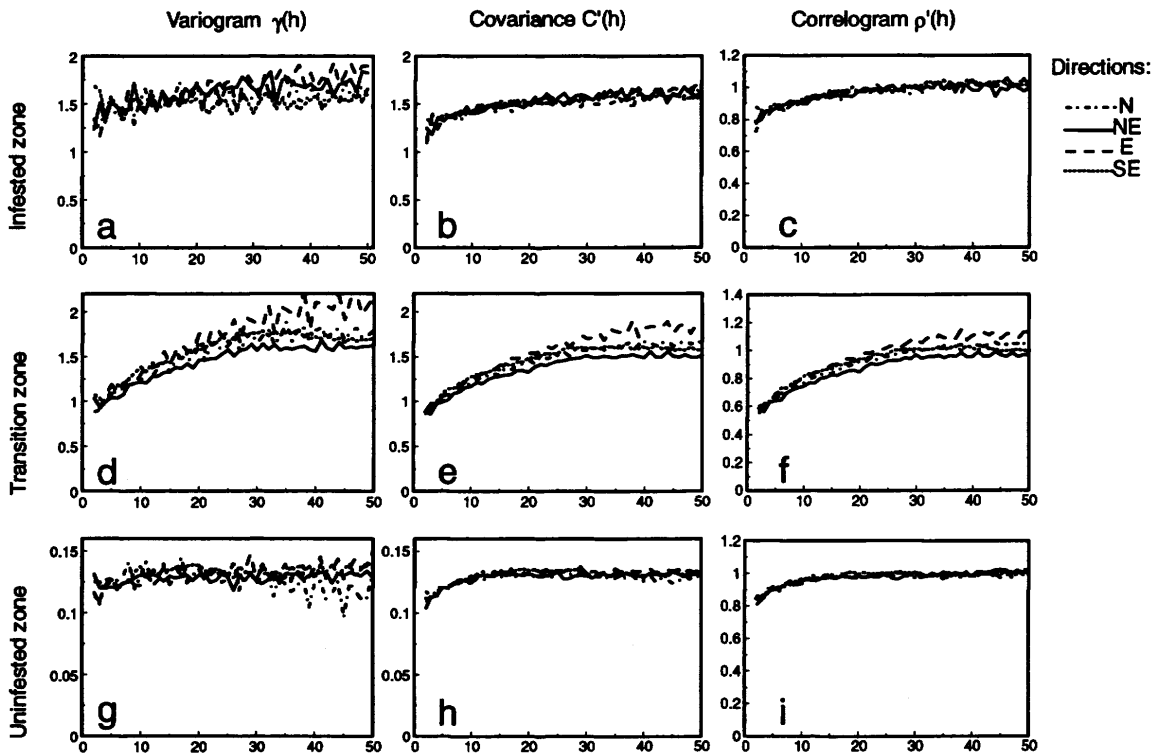 Variogram γ(h)
Covariance C'(h)
Correlogram ρ'(h)
Directions:
N
NE
E
SE
Infested zone
2
1.5
1
0.5
0
a
0 10 20 30 40 50
2
1.5
1
0.5
0
b
0 10 20 30 40 50
1.2
1
0.8
0.6
0.4
0.2
0
c
0 10 20 30 40 50
Transition zone
2
1.5
1
0.5
0
d
0 10 20 30 40 50
2
1.5
1
0.5
0
e
0 10 20 30 40 50
1.4
1.2
1
0.8
0.6
0.4
0.2
0
f
0 10 20 30 40 50
Uninfested zone
0.15
0.1
0.05
0
g
0 10 20 30 40 50
0.15
0.1
0.05
0
h
0 10 20 30 40 50
1.2
1
0.8
0.6
0.4
0.2
0
i
0 10 20 30 40 50